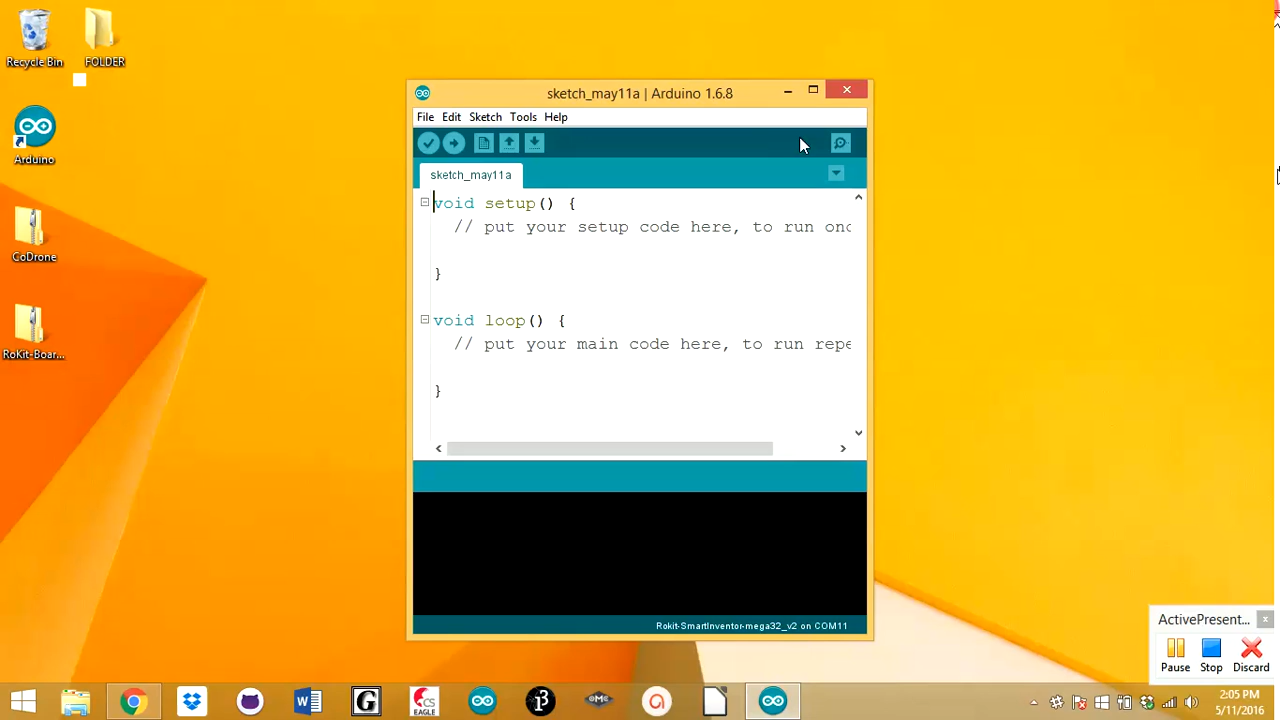 Recycle Bin
FOLDER
Arduino
CoDrone
RoKit-Boar...
sketch_may11a | Arduino 1.6.8
File Edit Sketch Tools Help
sketch_may11a
void setup() {
// put your setup code here, to run onc
}
void loop() {
// put your main code here, to run repe
}
Rokit-SmartInventor-mega32_v2 on COM11
ActivePresent...
Pause Stop Discard
G
CS
EAGLE
2:05 PM
5/11/2016